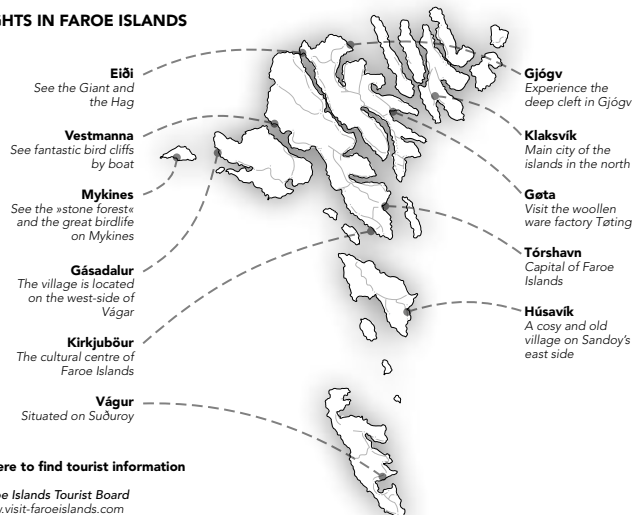 GHTS IN FAROE ISLANDS
Eiði
See the Giant and
the Hag
Vestmanna
See fantastic bird cliffs
by boat
Mykines
See the »stone forest«
and the great birdlife
on Mykines
Gásadalur
The village is located
on the west-side of
Vágar
Kirkjuböur
The cultural centre of
Faroe Islands
Vágur
Situated on Suðuroy
Gjógv
Experience the
deep cleft in Gjógv
Klaksvík
Main city of the
islands in the north
Gøta
Visit the woollen
ware factory Tøting
Tórshavn
Capital of Faroe
Islands
Húsavík
A cosy and old
village on Sandoy's
east side
ere to find tourist information
e Islands Tourist Board
.visit-faroeislands.com